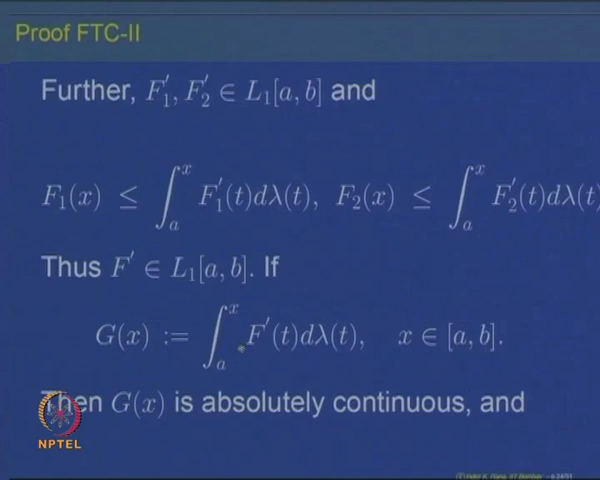 Proof FTC-II
Further, F₁′, F₂′ ∈ L₁[a, b] and
F₁(x) ≤ ∫ₐˣ F₁′(t)dλ(t), F₂(x) ≤ ∫ₐˣ F₂′(t)dλ(t)
Thus F′ ∈ L₁[a, b]. If
G(x) := ∫ₐˣ F′(t)dλ(t), x ∈ [a, b].
Then G(x) is absolutely continuous, and
NPTEL